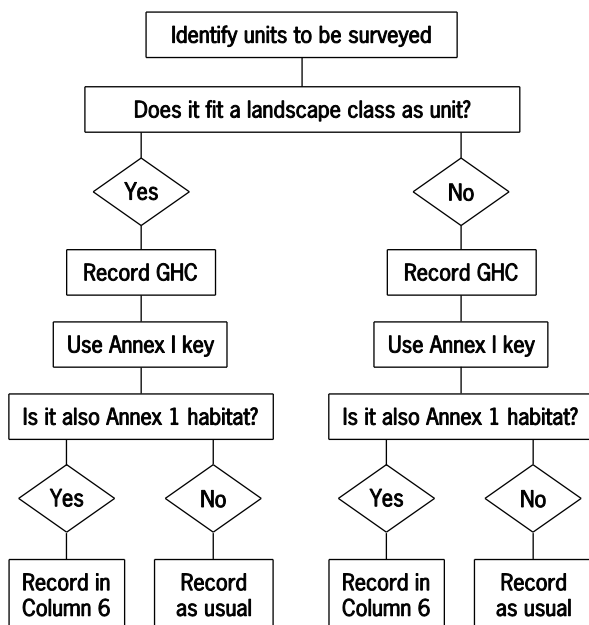 Identify units to be surveyed
Does it fit a landscape class as unit?
Yes
No
Record GHC
Record GHC
Use Annex I key
Use Annex I key
Is it also Annex 1 habitat?
Is it also Annex 1 habitat?
Yes
No
Yes
No
Record in
Column 6
Record
as usual
Record in
Column 6
Record
as usual